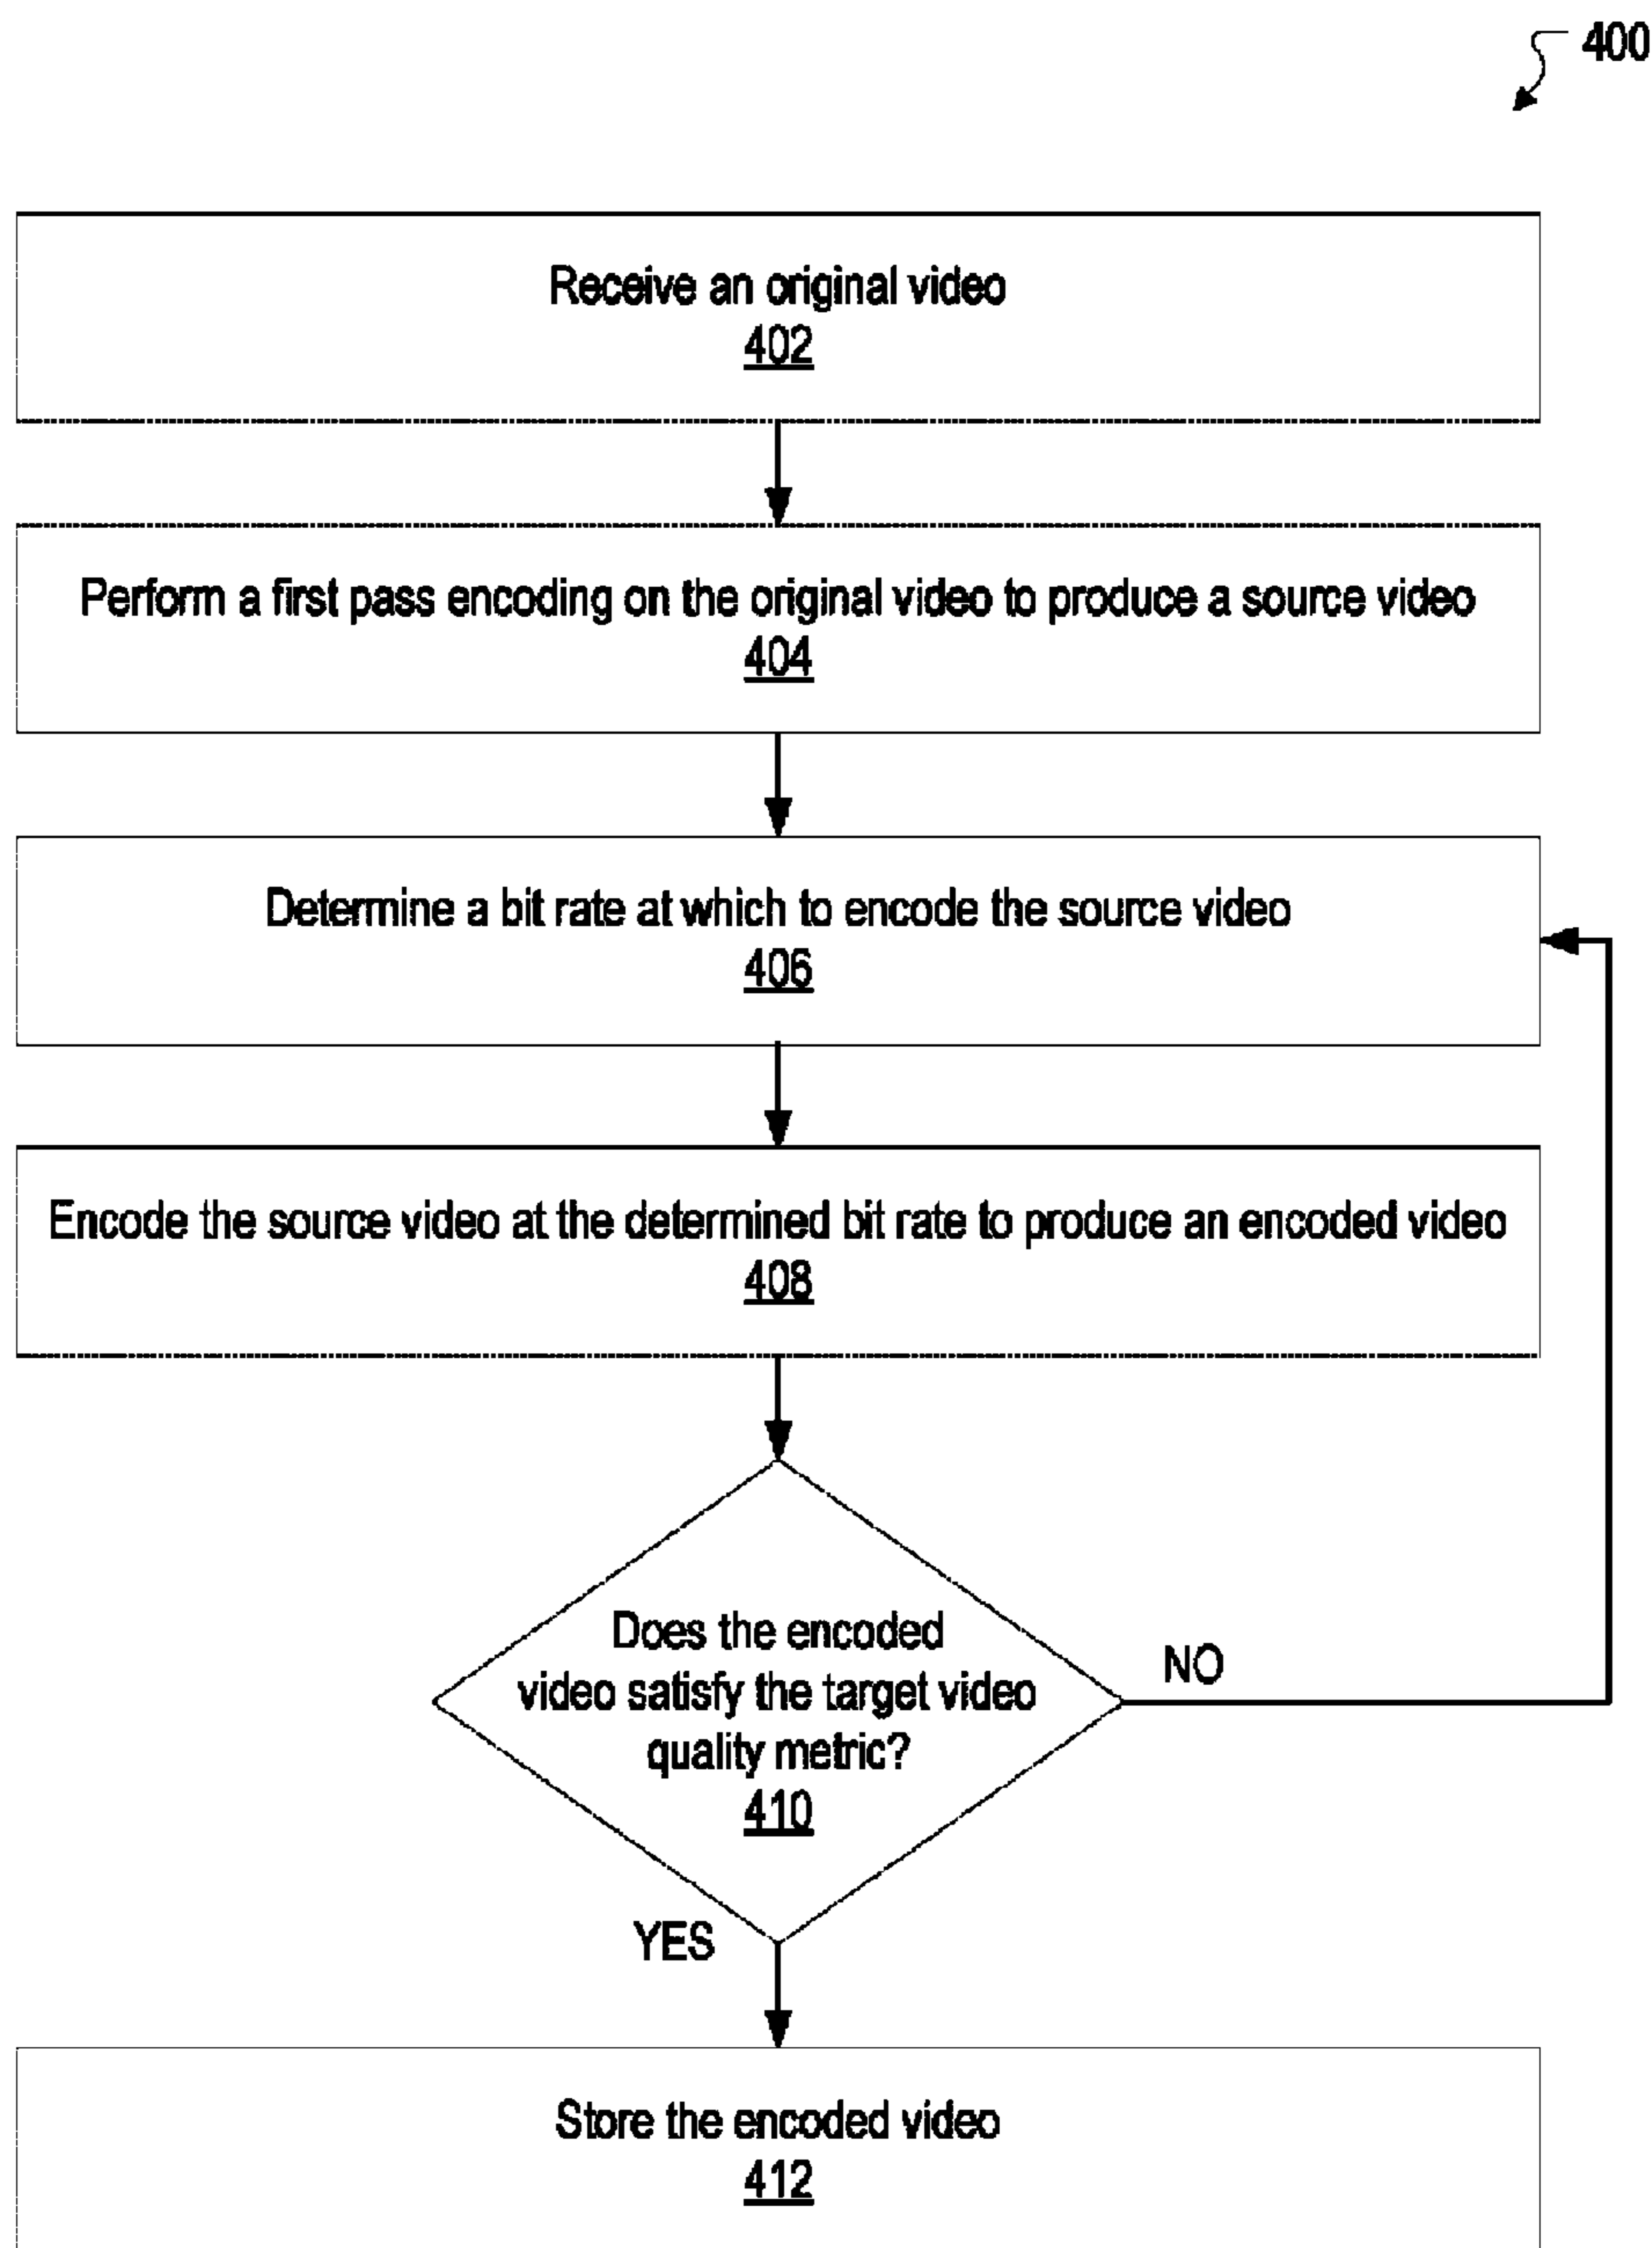 400
Receive an original video
402
Perform a first pass encoding on the original video to produce a source video
404
Determine a bit rate at which to encode the source video
406
Encode the source video at the determined bit rate to produce an encoded video
408
Does the encoded
video satisfy the target video
quality metric?
410
NO
YES
Store the encoded video
412